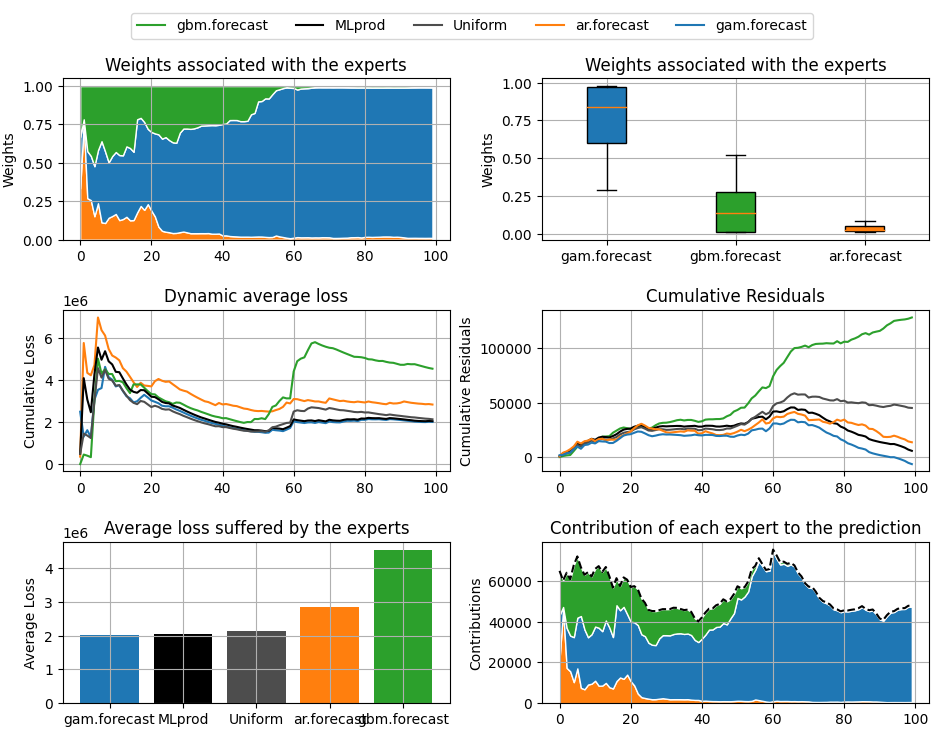 gbm.forecast MLprod Uniform ar.forecast gam.forecast
Weights associated with the experts
Weights
1.00
0.75
0.50
0.25
0.00
0 20 40 60 80 100
Weights associated with the experts
Weights
1.00
0.75
0.50
0.25
0.00
gam.forecast gbm.forecast ar.forecast
Dynamic average loss
1e6
Cumulative Loss
6
4
2
0
0 20 40 60 80 100
Cumulative Residuals
Cumulative Residuals
100000
50000
0
0 20 40 60 80 100
Average loss suffered by the experts
1e6
Average Loss
4
3
2
1
0
gam.forecast MLprod Uniform ar.forecast gbm.forecast
Contribution of each expert to the prediction
Contributions
60000
40000
20000
0
0 20 40 60 80 100